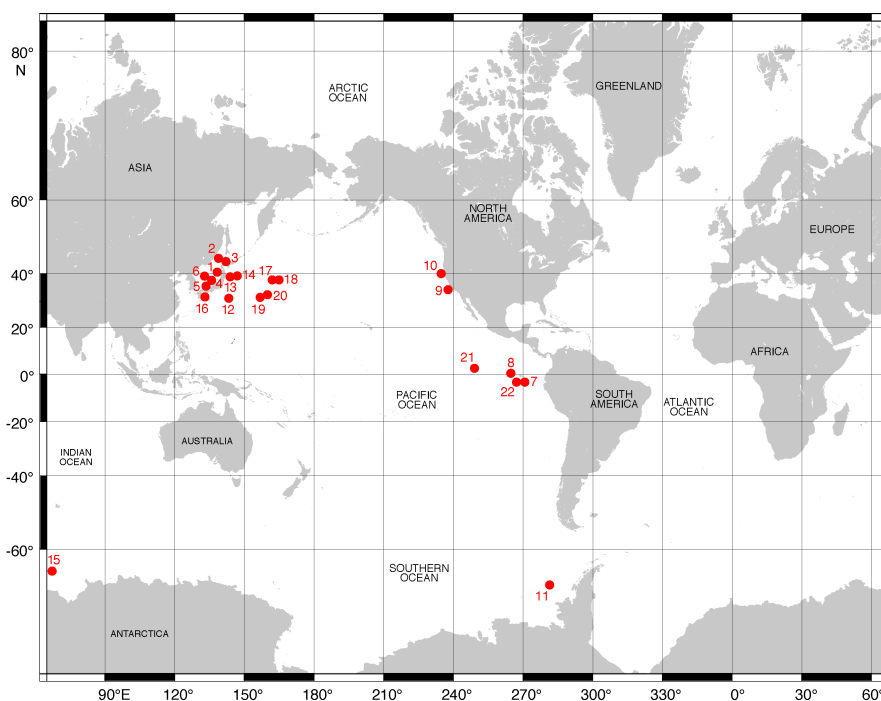 80°
N
ARCTIC
OCEAN
GREENLAND
ASIA
60°
NORTH
AMERICA
EUROPE
2
3
6
1
14
17
18
10
40°
5
4
13
20
9
16
12
19
20°
21
8
AFRICA
0°
22
7
PACIFIC
OCEAN
SOUTH
AMERICA
ATLANTIC
OCEAN
-20°
AUSTRALIA
INDIAN
OCEAN
-40°
-60°
15
SOUTHERN
OCEAN
11
ANTARCTICA
90°E 120° 150° 180° 210° 240° 270° 300° 330° 0° 30° 60°